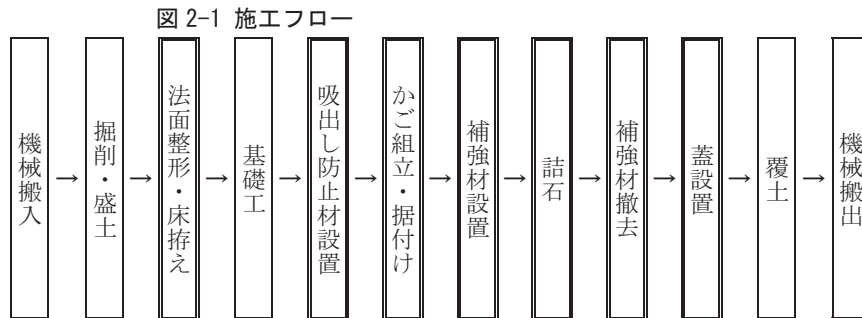 図 2-1 施工フロー
機械搬入
→
掘削・盛土
→
法面整形・床拵え
→
基礎工
→
吸出し防止材設置
→
かご組立・据付け
→
補強材設置
→
詰石
→
補強材撤去
→
蓋設置
→
覆土
→
機械搬出